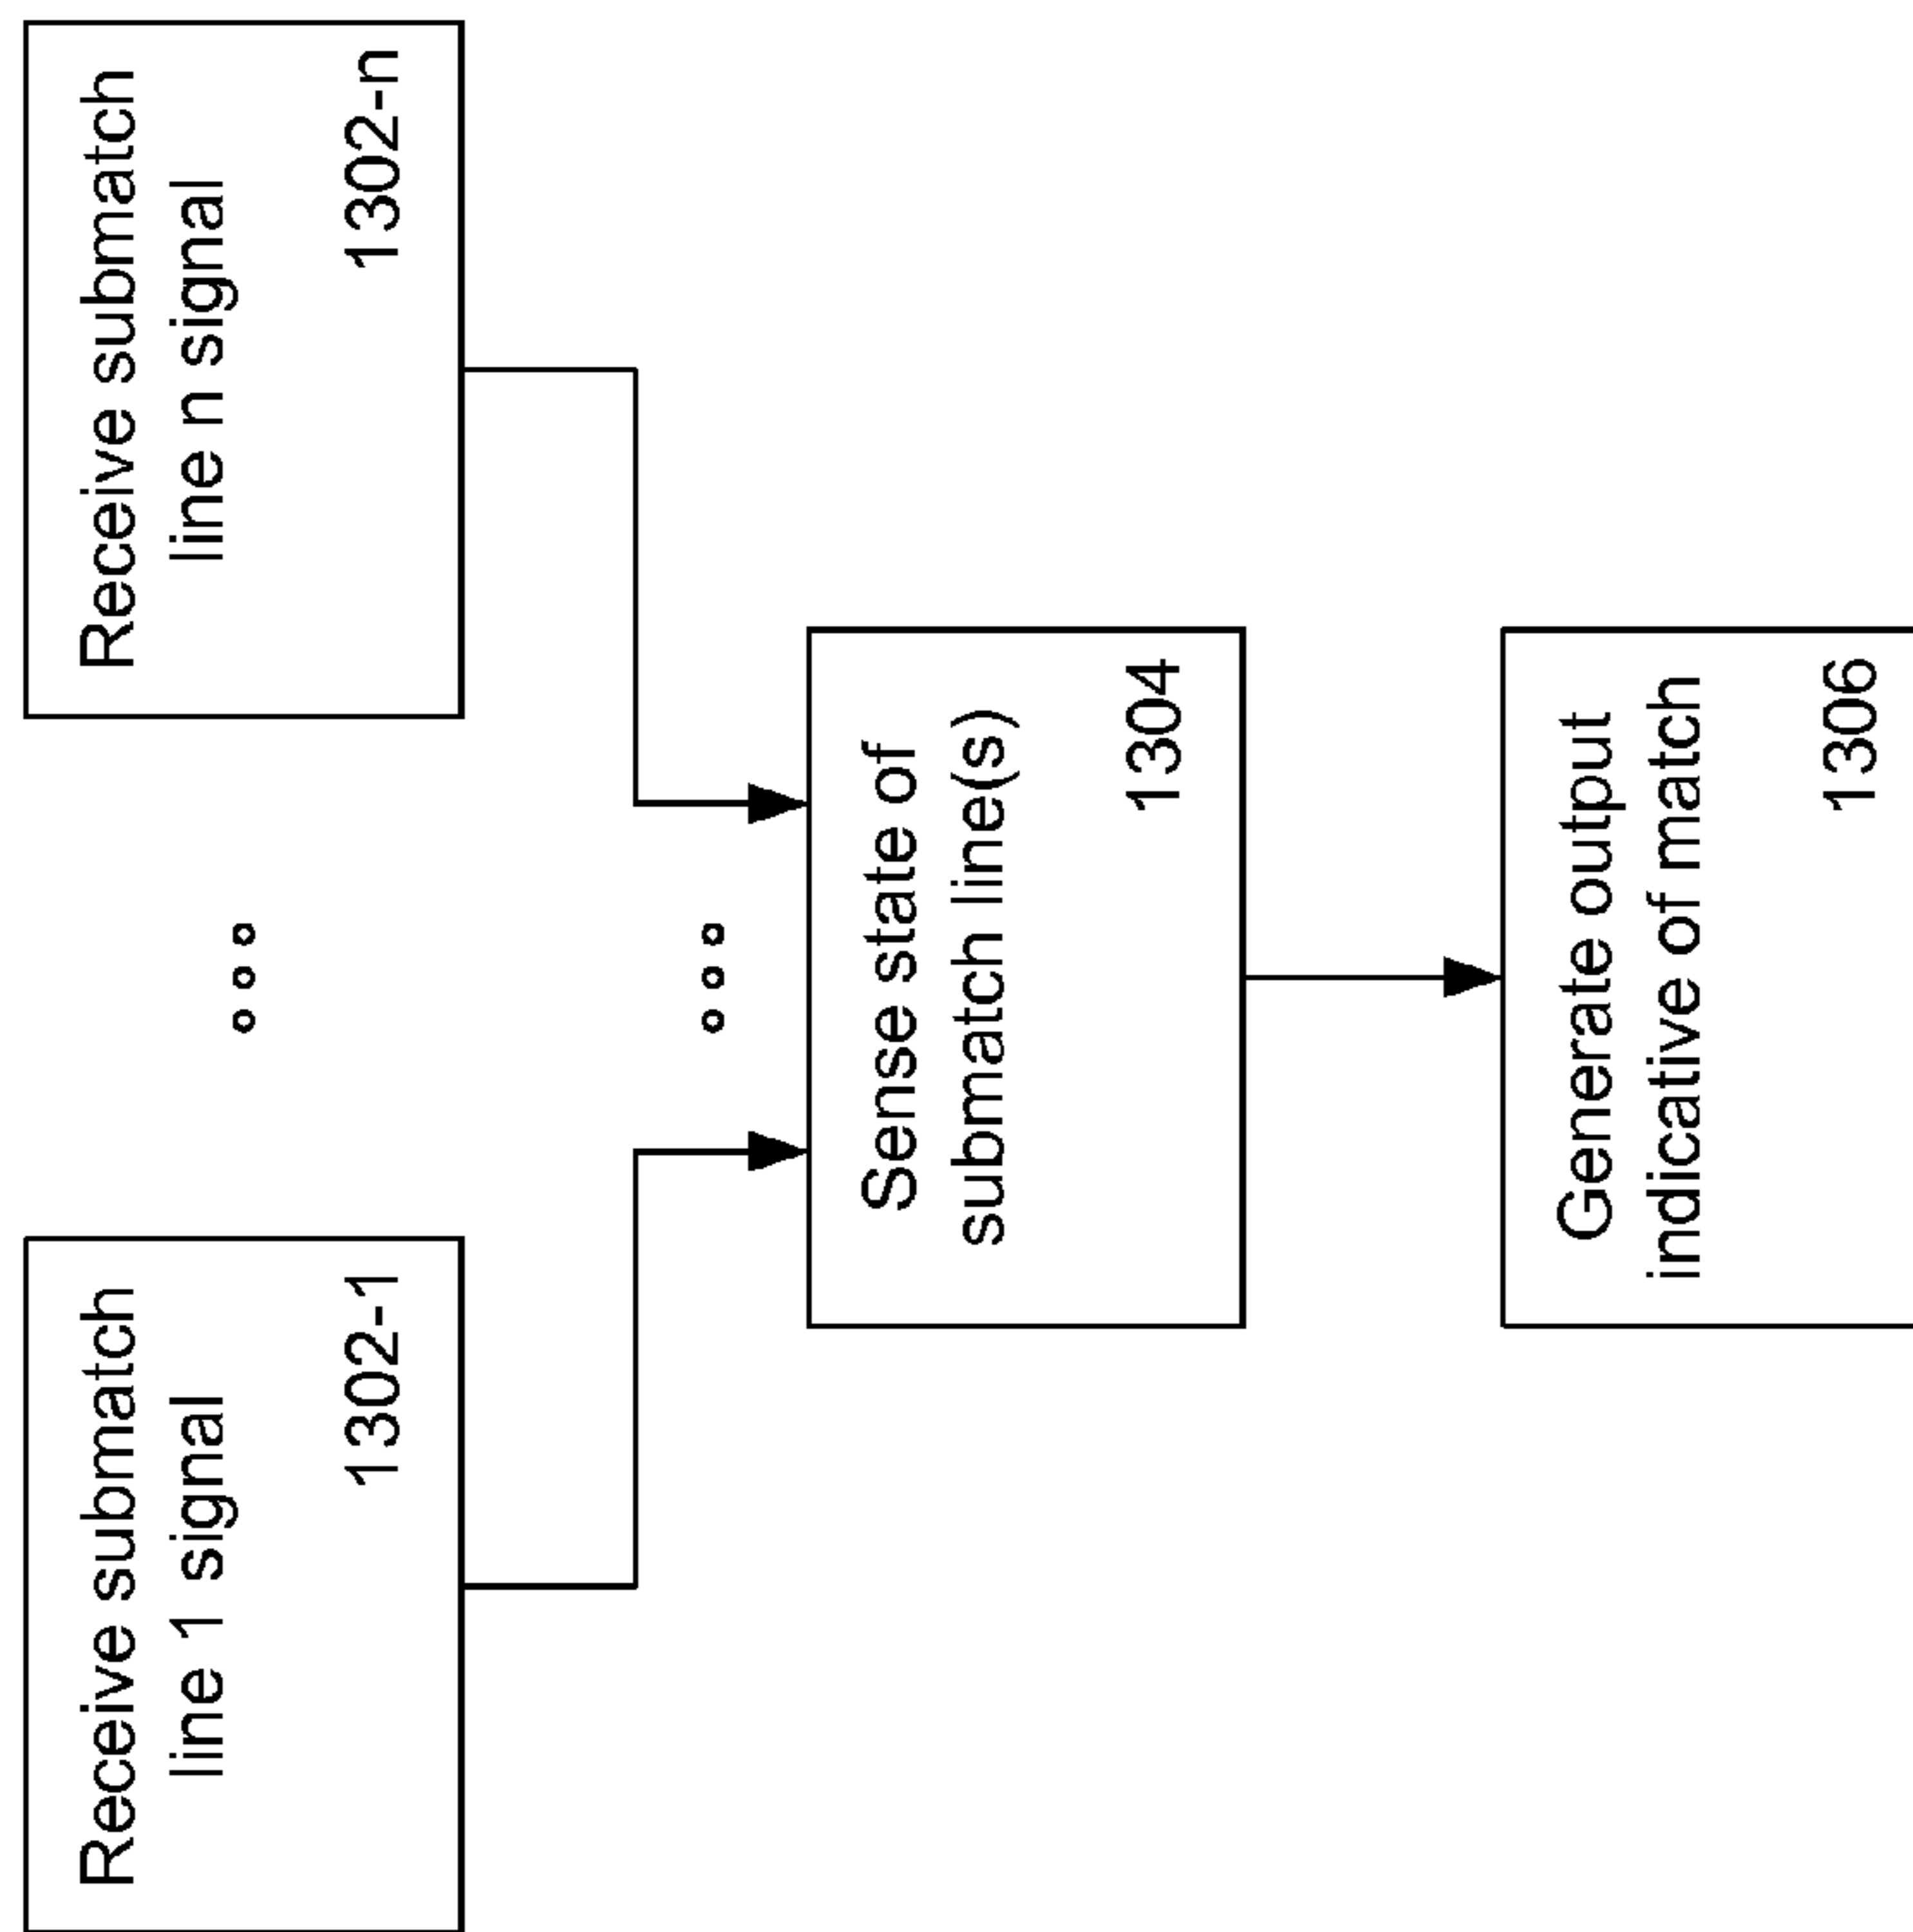 Receive submatch
line 1 signal
1302-1
Receive submatch
line n signal
1302-n
Sense state of
submatch line(s)
1304
Generate output
indicative of match
1306